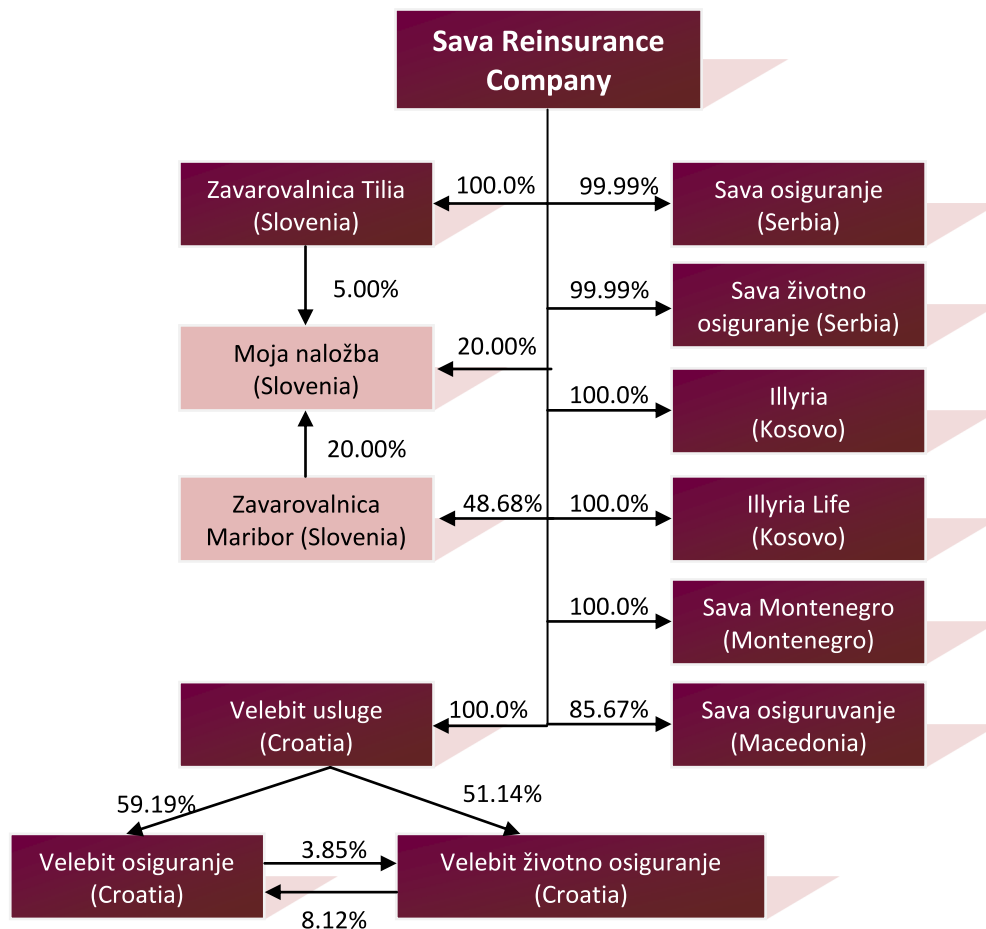 Sava Reinsurance
Company
Zavarovalnica Tilia
(Slovenia)
100.0%
99.99%
Sava osiguranje
(Serbia)
5.00%
99.99%
Sava životno
osiguranje (Serbia)
Moja naložba
(Slovenia)
20.00%
100.0%
Illyria
(Kosovo)
20.00%
Zavarovalnica
Maribor (Slovenia)
48.68%
100.0%
Illyria Life
(Kosovo)
100.0%
Sava Montenegro
(Montenegro)
Velebit usluge
(Croatia)
100.0%
85.67%
Sava osiguruvanje
(Macedonia)
59.19%
51.14%
Velebit osiguranje
(Croatia)
3.85%
8.12%
Velebit životno osiguranje
(Croatia)